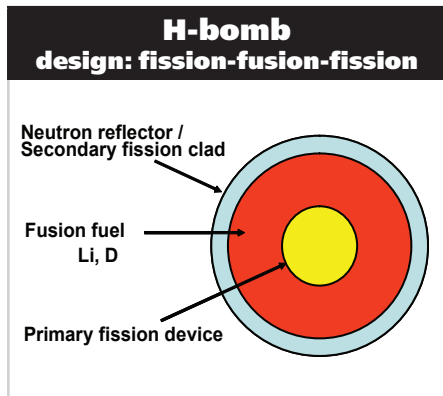 H-bomb
design: fission-fusion-fission
Neutron reflector /
Secondary fission clad
Fusion fuel
Li, D
Primary fission device